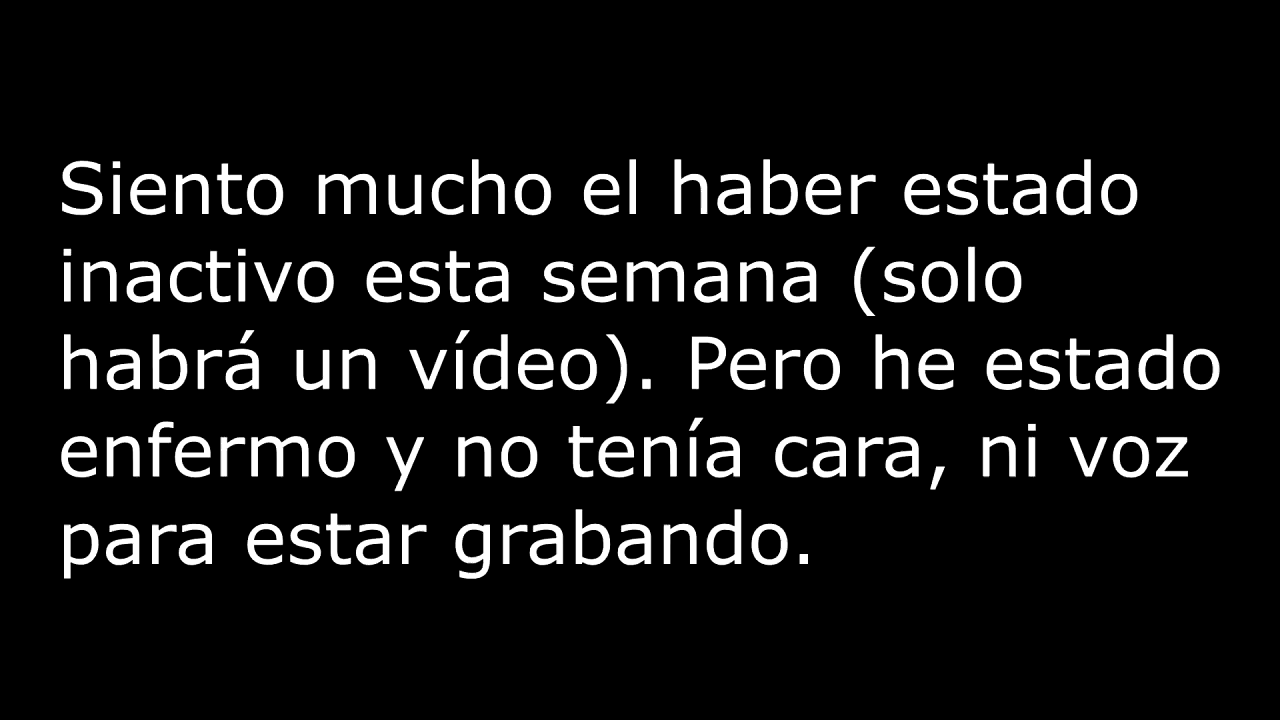 Siento mucho el haber estado
inactivo esta semana (solo
habrá un vídeo). Pero he estado
enfermo y no tenía cara, ni voz
para estar grabando.